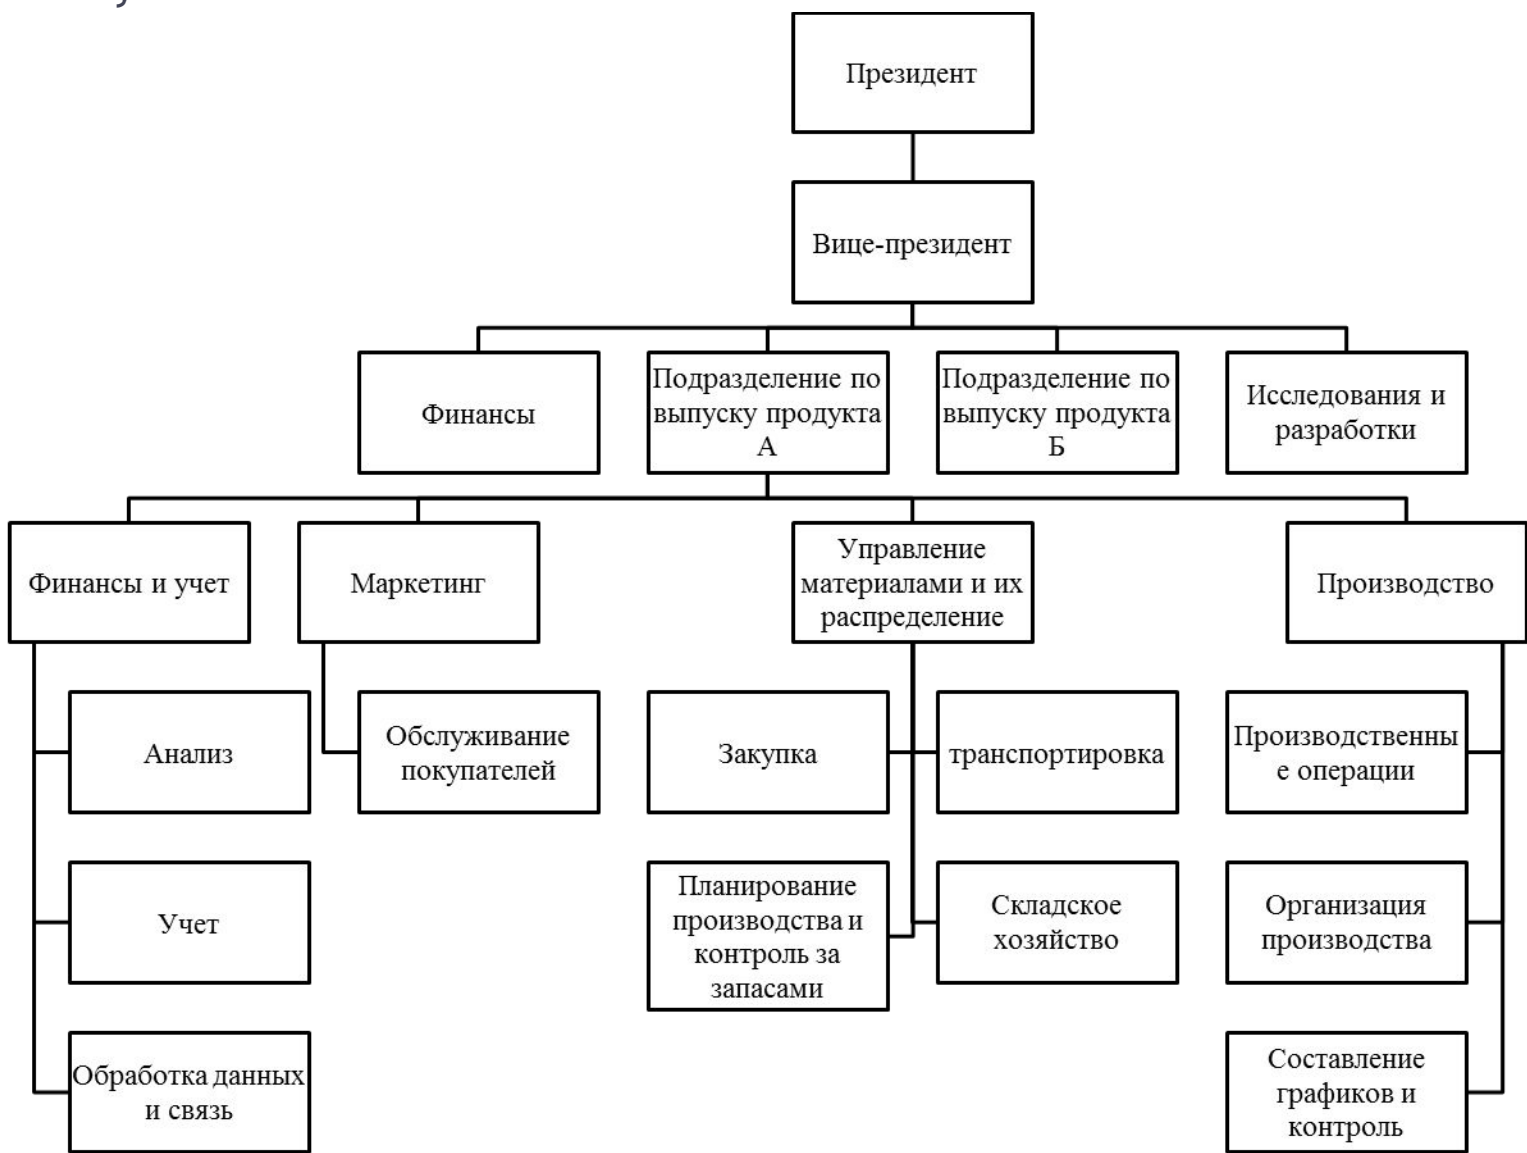 Президент
Вице-президент
Финансы
Подразделение по
выпуску продукта
А
Подразделение по
выпуску продукта
Б
Исследования и
разработки
Финансы и учет
Маркетинг
Управление
материалами и их
распределение
Производство
Анализ
Обслуживание
покупателей
Закупка
транспортировка
Производственны
е операции
Учет
Планирование
производства и
контроль за
запасами
Складское
хозяйство
Организация
производства
Обработка данных
и связь
Составление
графиков и
контроль